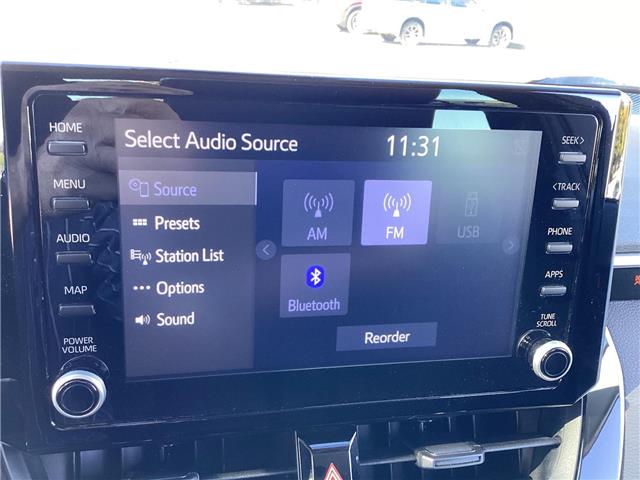 HOME
MENU
AUDIO
MAP
POWER
VOLUME
Select Audio Source
11:31
Source
Presets
Station List
Options
Sound
AM
FM
USB
Bluetooth
Reorder
SEEK>
<TRACK
PHONE
APPS
TUNE
SCROLL